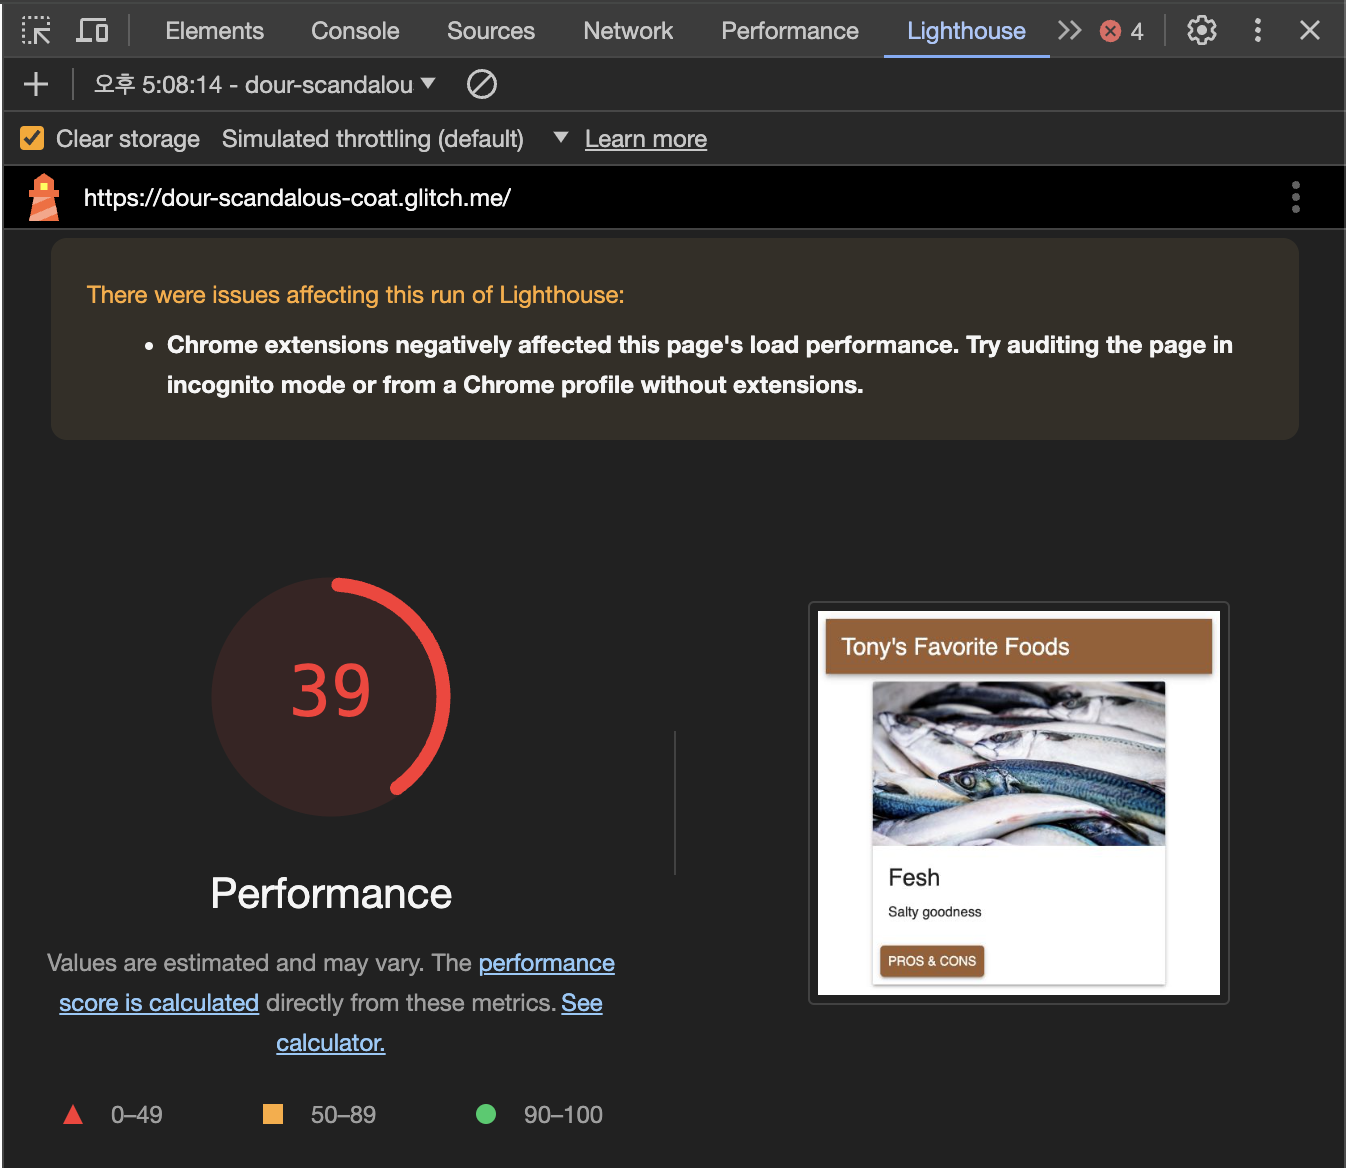 Elements Console Sources Network Performance Lighthouse 4
오후 5:08:14 - dour-scandalou
Clear storage Simulated throttling (default) Learn more
https://dour-scandalous-coat.glitch.me/
There were issues affecting this run of Lighthouse:
• Chrome extensions negatively affected this page's load performance. Try auditing the page in
incognito mode or from a Chrome profile without extensions.
39
Performance
Values are estimated and may vary. The performance
score is calculated directly from these metrics. See
calculator.
0–49 50–89 90–100
Tony's Favorite Foods
Fesh
Salty goodness
PROS & CONS